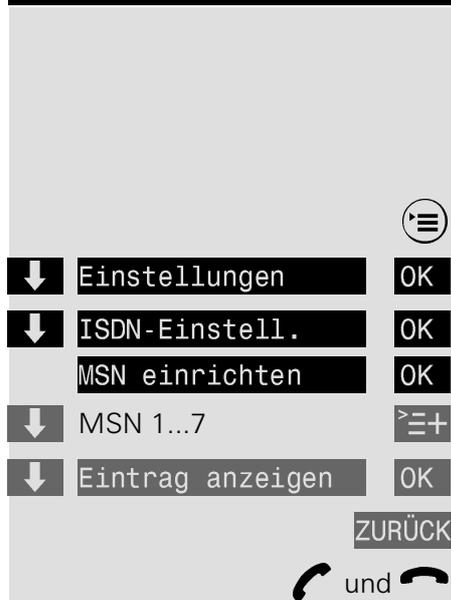 Einstellungen OK
ISDN-Einstell. OK
MSN einrichten OK
MSN 1...7
Eintrag anzeigen OK
ZURÜCK
und